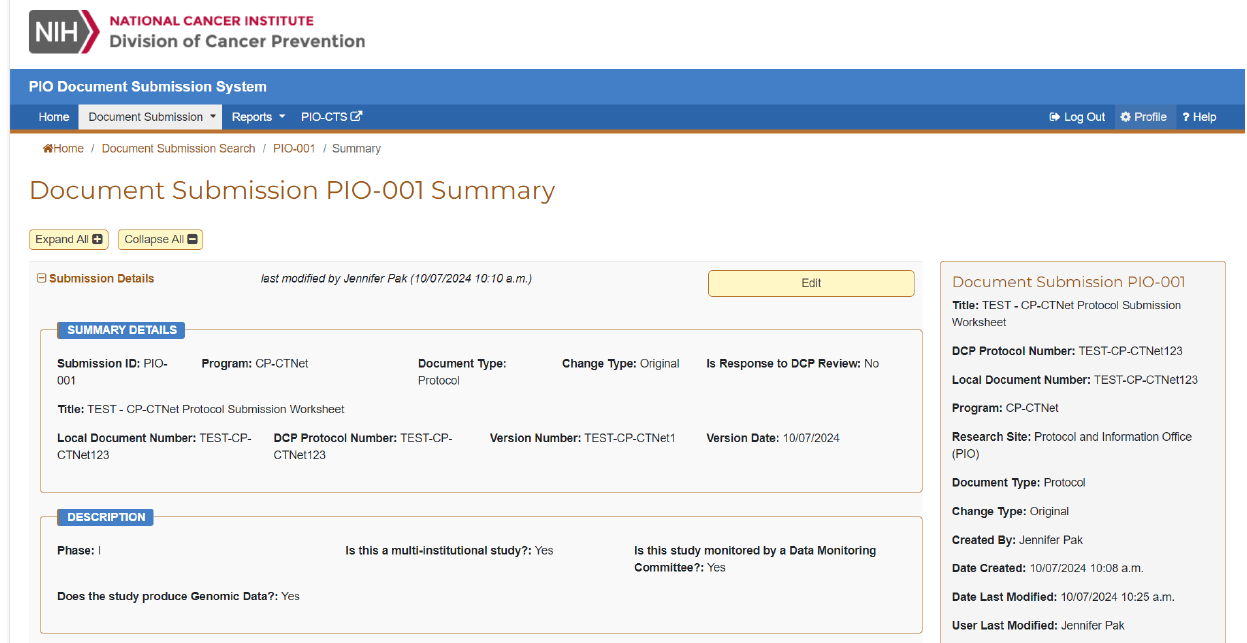 NIH NATIONAL CANCER INSTITUTE
Division of Cancer Prevention
PIO Document Submission System
Home Document Submission Reports PIO-CTS Log Out Profile ? Help
Home / Document Submission Search / PIO-001 / Summary
Document Submission PIO-001 Summary
Expand All Collapse All
Submission Details last modified by Jennifer Pak (10/07/2024 10:10 a.m.) Edit
SUMMARY DETAILS
Submission ID: PIO-
001
Program: CP-CTNet
Document Type:
Protocol
Change Type: Original
Is Response to DCP Review: No
Title: TEST - CP-CTNet Protocol Submission Worksheet
Local Document Number: TEST-CP-
CTNet123
DCP Protocol Number: TEST-CP-
CTNet123
Version Number: TEST-CP-CTNet1
Version Date: 10/07/2024
DESCRIPTION
Phase: I
Is this a multi-institutional study?: Yes
Is this study monitored by a Data Monitoring
Committee?: Yes
Does the study produce Genomic Data?: Yes
Document Submission PIO-001
Title: TEST - CP-CTNet Protocol Submission
Worksheet
DCP Protocol Number: TEST-CP-CTNet123
Local Document Number: TEST-CP-CTNet123
Program: CP-CTNet
Research Site: Protocol and Information Office
(PIO)
Document Type: Protocol
Change Type: Original
Created By: Jennifer Pak
Date Created: 10/07/2024 10:08 a.m.
Date Last Modified: 10/07/2024 10:25 a.m.
User Last Modified: Jennifer Pak